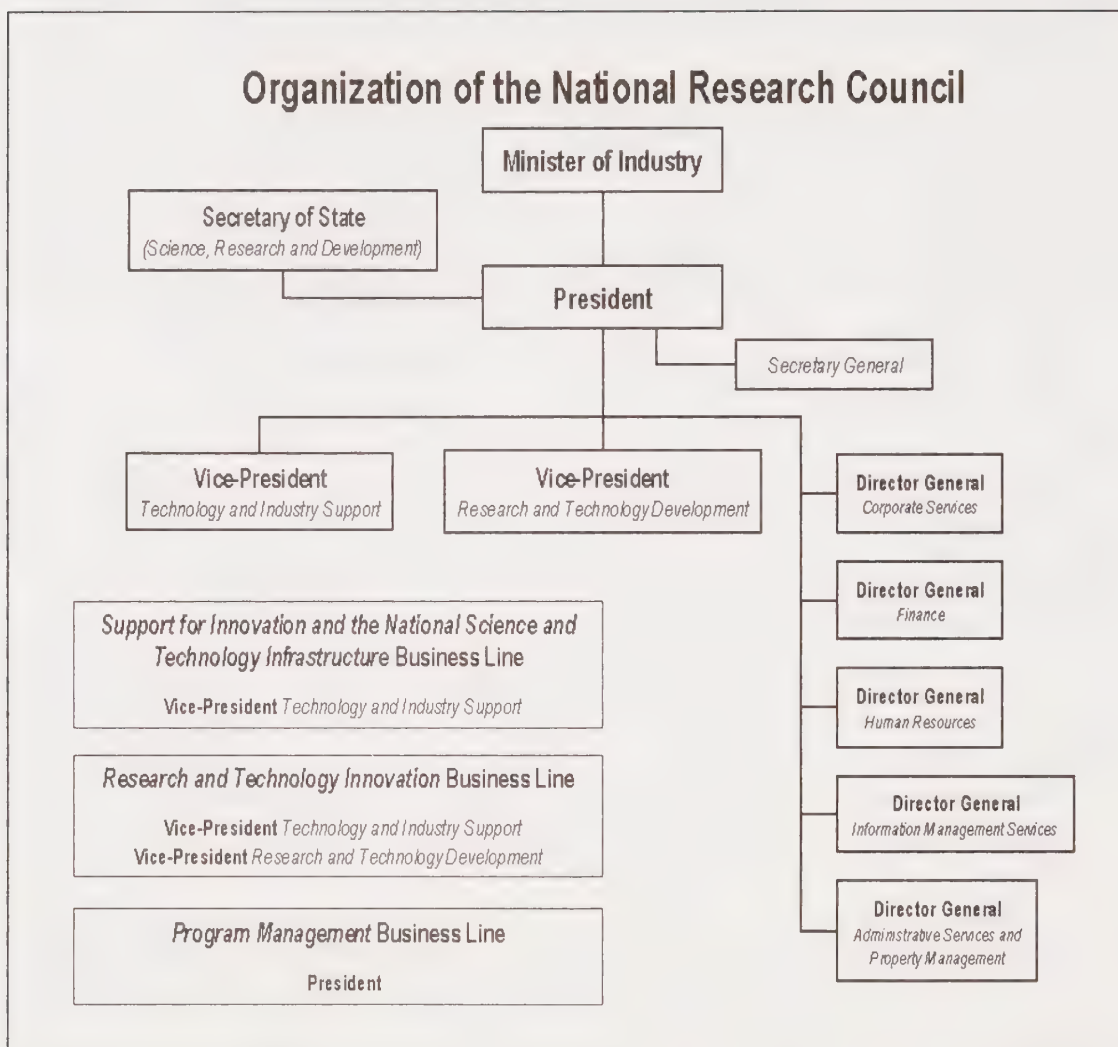 Organization of the National Research Council
Minister of Industry
Secretary of State
(Science, Research and Development)
President
Secretary General
Vice-President
Technology and Industry Support
Vice-President
Research and Technology Development
Director General
Corporate Services
Director General
Finance
Director General
Human Resources
Director General
Information Management Services
Director General
Administrative Services and
Property Management
Support for Innovation and the National Science and
Technology Infrastructure Business Line
Vice-President Technology and Industry Support
Research and Technology Innovation Business Line
Vice-President Technology and Industry Support
Vice-President Research and Technology Development
Program Management Business Line
President